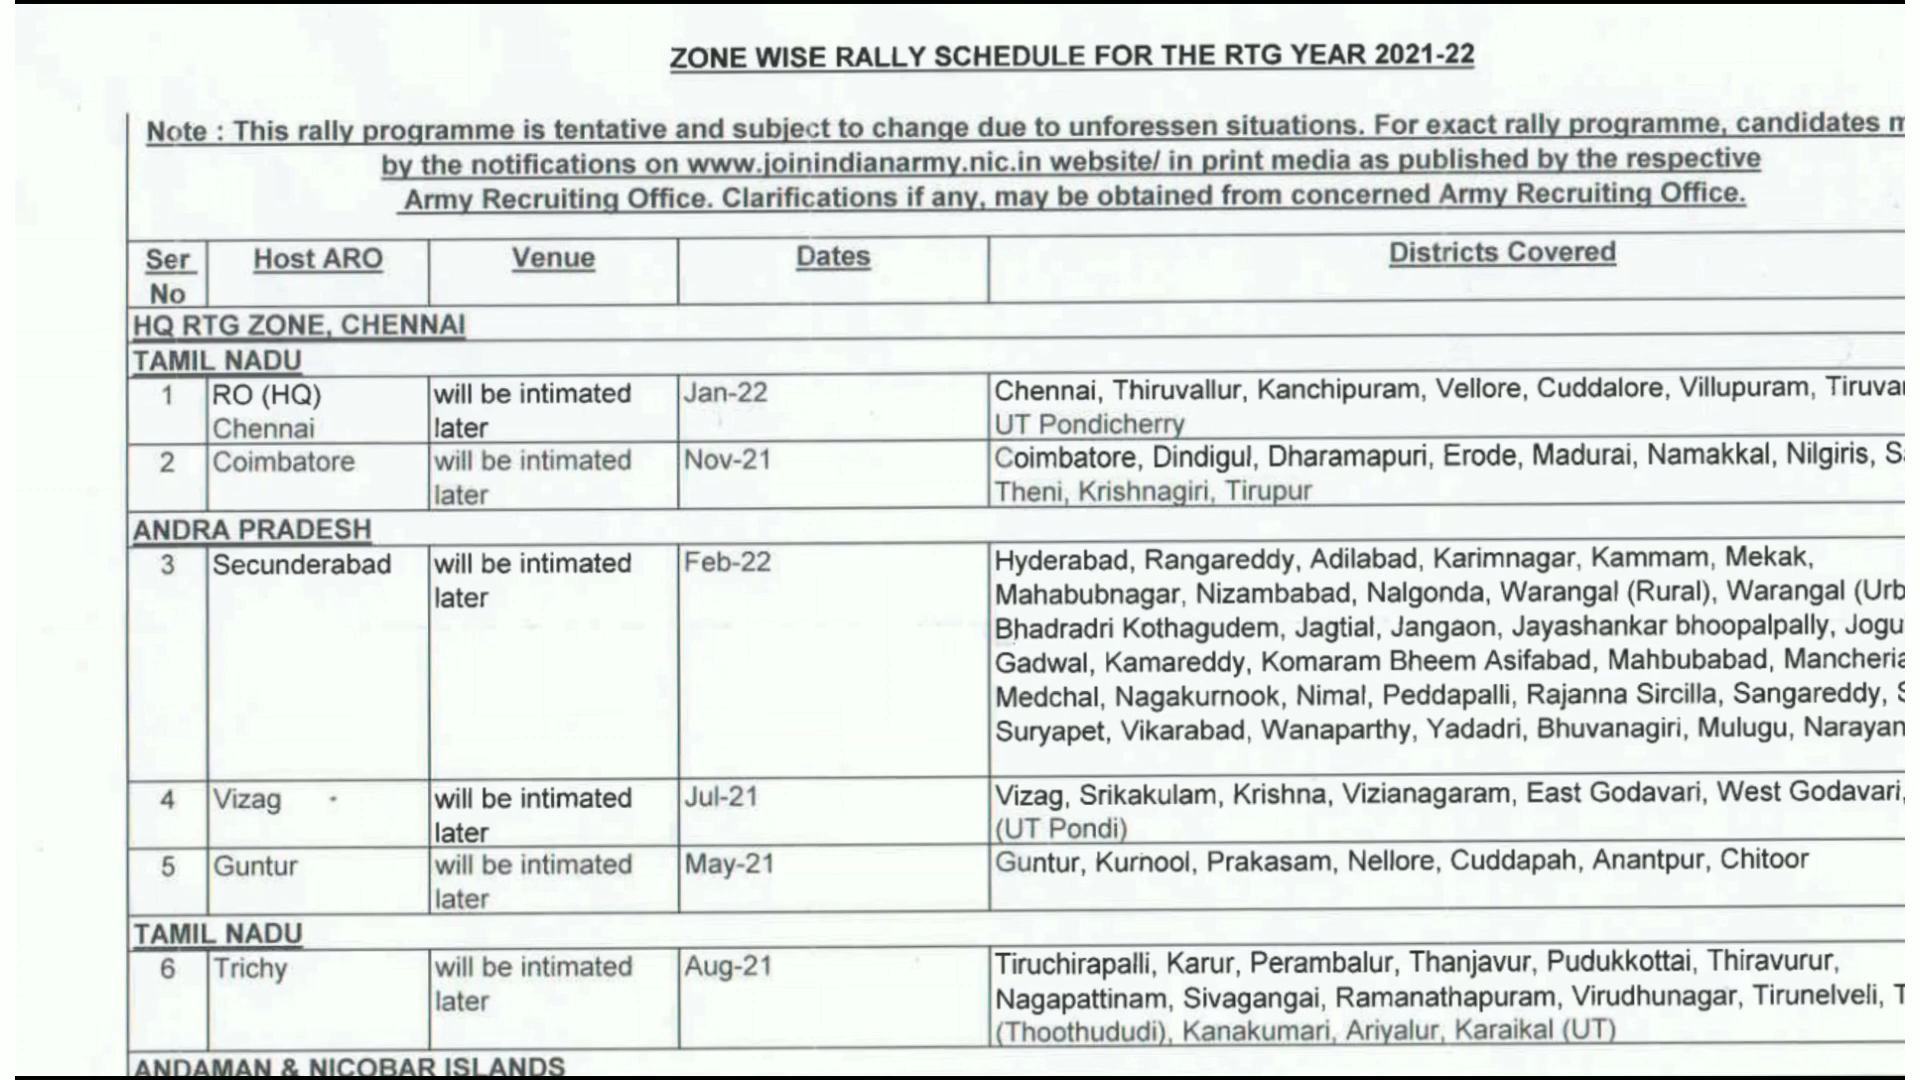 ZONE WISE RALLY SCHEDULE FOR THE RTG YEAR 2021-22
Note : This rally programme is tentative and subject to change due to unforessen situations. For exact rally programme, candidates
by the notifications on www.joinindianarmy.nic.in website/ in print media as published by the respective
Army Recruiting Office. Clarifications if any, may be obtained from concerned Army Recruiting Office.
Ser No Host ARO Venue Dates Districts Covered
HQ RTG ZONE, CHENNAI
TAMIL NADU
1 RO (HQ) will be intimated Jan-22 Chennai, Thiruvallur, Kanchipuram, Vellore, Cuddalore, Villupuram,
Chennai later UT Pondicherry
2 Coimbatore will be intimated Nov-21 Coimbatore, Dindigul, Dharamapuri, Erode, Madurai, Namakkal, Nilgiris,
later Theni, Krishnagiri, Tirupur
ANDRA PRADESH
3 Secunderabad will be intimated Feb-22 Hyderabad, Rangareddy, Adilabad, Karimnagar, Kammam, Mekak,
later Mahabubnagar, Nizambabad, Nalgonda, Warangal (Rural), Warangal
Bhadradri Kothagudem, Jagtial, Jangaon, Jayashankar bhoopalpally,
Gadwal, Kamareddy, Komaram Bheem Asifabad, Mahbubabad,
Medchal, Nagakurnook, Nimal, Peddapalli, Rajanna Sircilla, Sangareddy,
Suryapet, Vikarabad, Wanaparthy, Yadadri, Bhuvanagiri, Mulugu,
4 Vizag will be intimated Jul-21 Vizag, Srikakulam, Krishna, Vizianagaram, East Godavari, West Godavari,
later (UT Pondi)
5 Guntur will be intimated May-21 Guntur, Kurnool, Prakasam, Nellore, Cuddapah, Anantpur, Chitoor
later
TAMIL NADU
6 Trichy will be intimated Aug-21 Tiruchirapalli, Karur, Perambalur, Thanjavur, Pudukkottai, Thiravurur,
later Nagapattinam, Sivagangai, Ramanathapuram, Virudhunagar, Tirunelveli,
(Thoothududi), Kanakumari, Ariyalur, Karaikal (UT)
ANDAMAN & NICOBAR ISLANDS